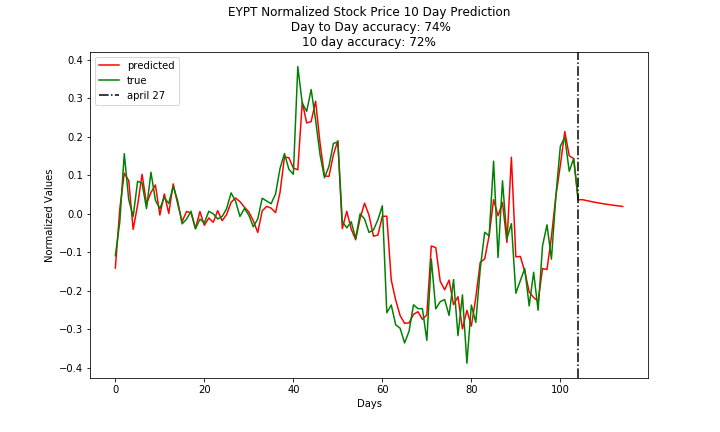 EYPT Normalized Stock Price 10 Day Prediction
Day to Day accuracy: 74%
10 day accuracy: 72%
predicted
true
april 27
Normalized Values
0.4
0.3
0.2
0.1
0.0
−0.1
−0.2
−0.3
−0.4
0 20 40 60 80 100
Days